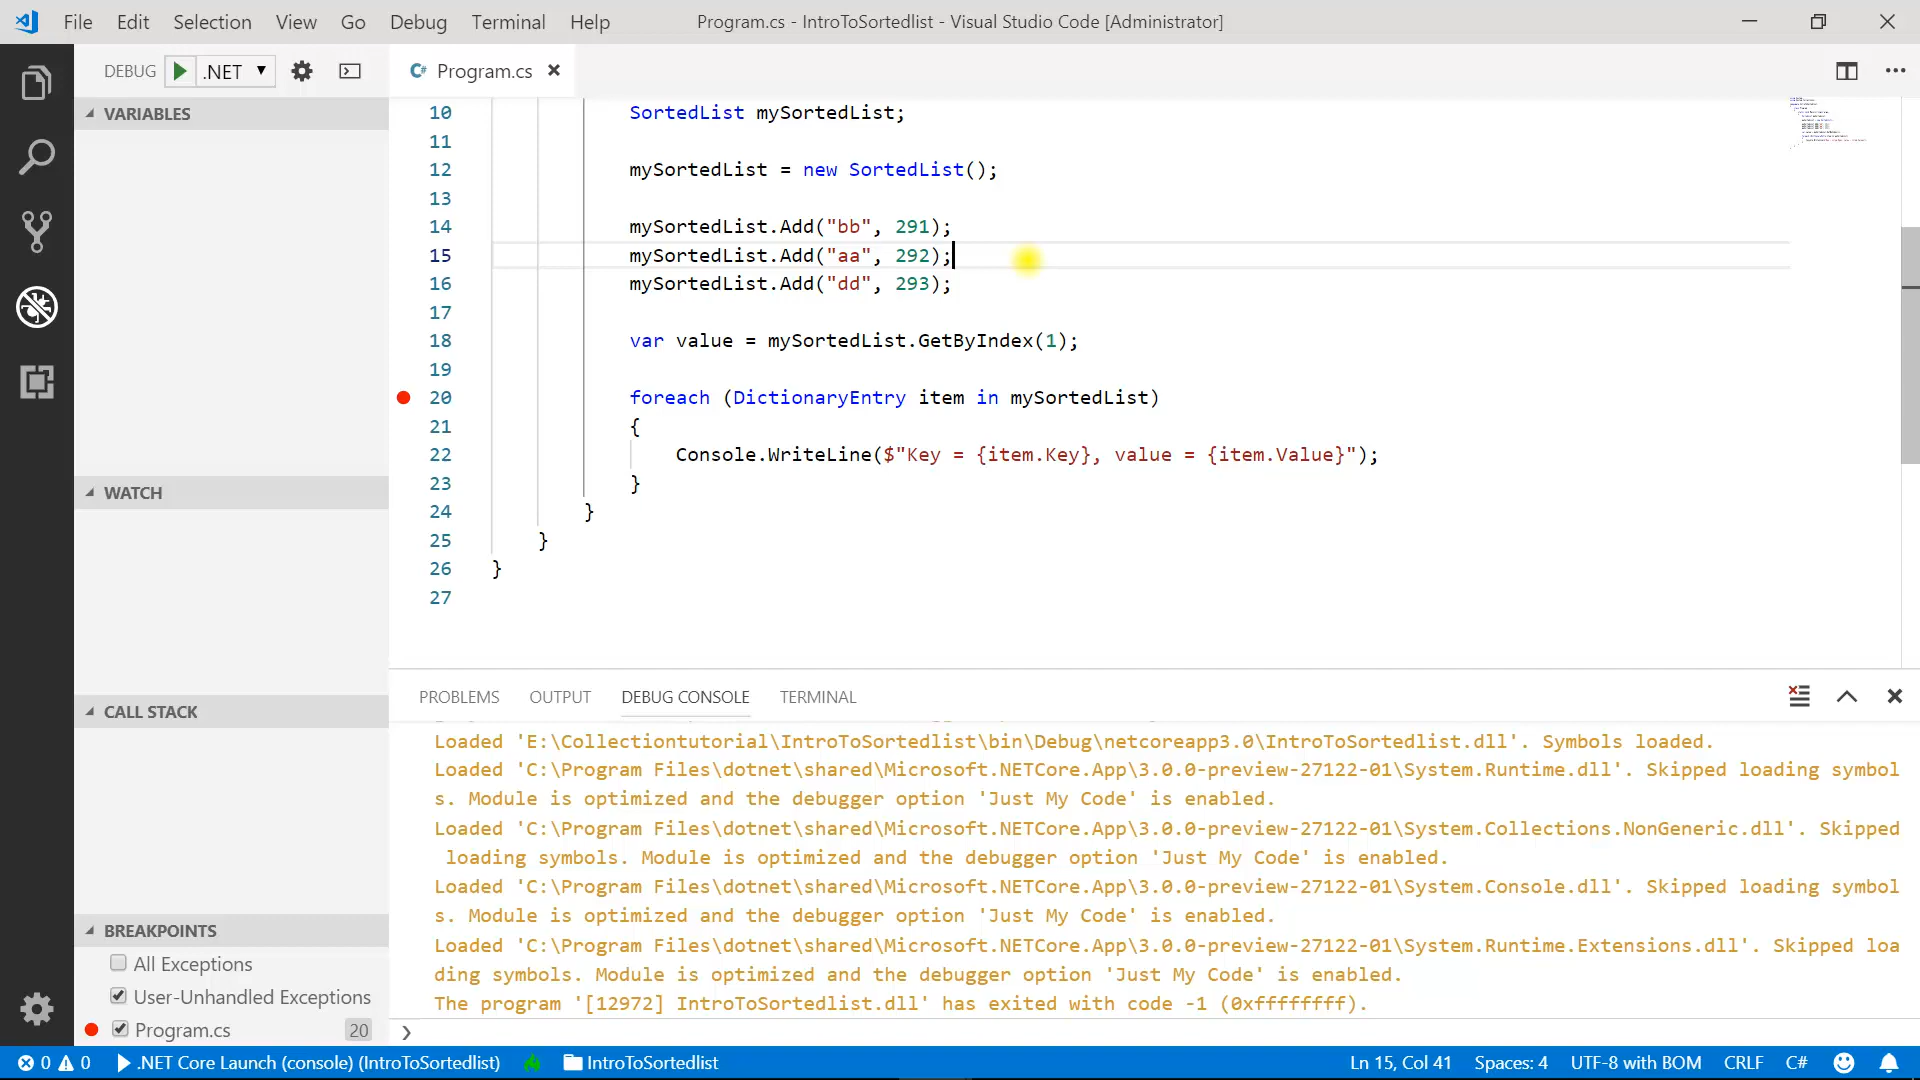 File Edit Selection View Go Debug Terminal Help Program.cs - IntroToSortedlist - Visual Studio Code [Administrator]
DEBUG .NET
Program.cs
VARIABLES
WATCH
CALL STACK
BREAKPOINTS
All Exceptions
User-Unhandled Exceptions
Program.cs 20
10 SortedList mySortedList;
11
12 mySortedList = new SortedList();
13
14 mySortedList.Add("bb", 291);
15 mySortedList.Add("aa", 292);
16 mySortedList.Add("dd", 293);
17
18 var value = mySortedList.GetByIndex(1);
19
20 foreach (DictionaryEntry item in mySortedList)
21 {
22 Console.WriteLine($"Key = {item.Key}, value = {item.Value}");
23 }
24 }
25 }
26 }
27
PROBLEMS OUTPUT DEBUG CONSOLE TERMINAL
Loaded 'E:\Collectiontutorial\IntroToSortedlist\bin\Debug\netcoreapp3.0\IntroToSortedlist.dll'. Symbols loaded.
Loaded 'C:\Program Files\dotnet\shared\Microsoft.NETCore.App\3.0.0-preview-27122-01\System.Runtime.dll'. Skipped loading symbol
s. Module is optimized and the debugger option 'Just My Code' is enabled.
Loaded 'C:\Program Files\dotnet\shared\Microsoft.NETCore.App\3.0.0-preview-27122-01\System.Collections.NonGeneric.dll'. Skipped
loading symbols. Module is optimized and the debugger option 'Just My Code' is enabled.
Loaded 'C:\Program Files\dotnet\shared\Microsoft.NETCore.App\3.0.0-preview-27122-01\System.Console.dll'. Skipped loading symbol
s. Module is optimized and the debugger option 'Just My Code' is enabled.
Loaded 'C:\Program Files\dotnet\shared\Microsoft.NETCore.App\3.0.0-preview-27122-01\System.Runtime.Extensions.dll'. Skipped loa
ding symbols. Module is optimized and the debugger option 'Just My Code' is enabled.
The program '[12972] IntroToSortedlist.dll' has exited with code -1 (0xffffffff).
0 0 .NET Core Launch (console) (IntroToSortedlist) IntroToSortedlist Ln 15, Col 41 Spaces: 4 UTF-8 with BOM CRLF C#